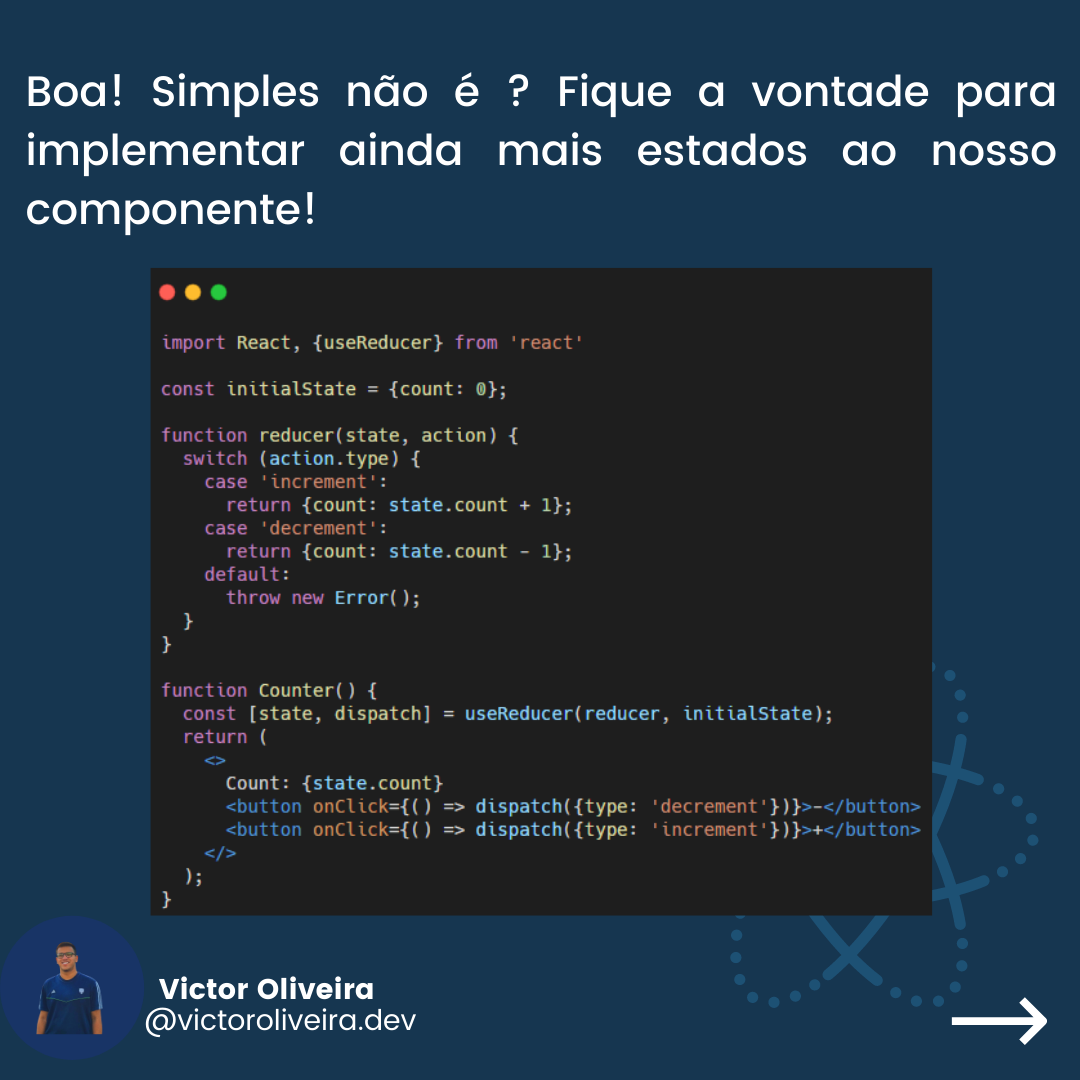 Boa! Simples não é ? Fique a vontade para
implementar ainda mais estados ao nosso
componente!
import React, {useReducer} from 'react'
const initialState = {count: 0};
function reducer(state, action) {
  switch (action.type) {
    case 'increment':
      return {count: state.count + 1};
    case 'decrement':
      return {count: state.count - 1};
    default:
      throw new Error();
  }
}
function Counter() {
  const [state, dispatch] = useReducer(reducer, initialState);
  return (
    <>
      Count: {state.count}
      <button onClick={() => dispatch({type: 'decrement'})}>-</button>
      <button onClick={() => dispatch({type: 'increment'})}>+</button>
    </>
  );
}
Victor Oliveira
@victoroliveira.dev